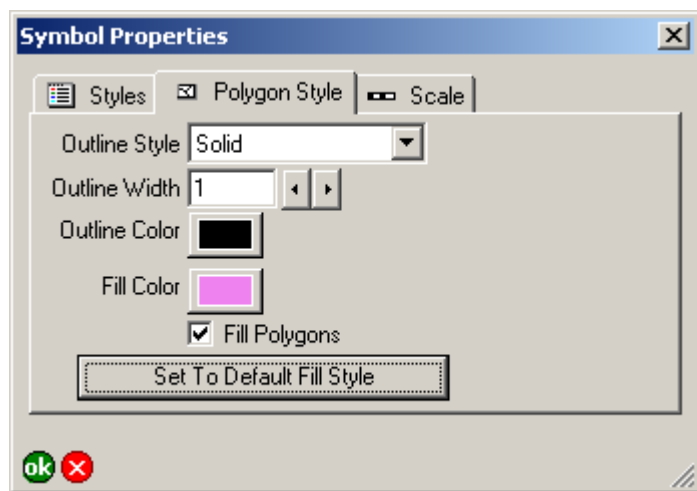 Symbol Properties
Styles Polygon Style Scale
Outline Style Solid
Outline Width 1
Outline Color
Fill Color
Fill Polygons
Set To Default Fill Style
ok